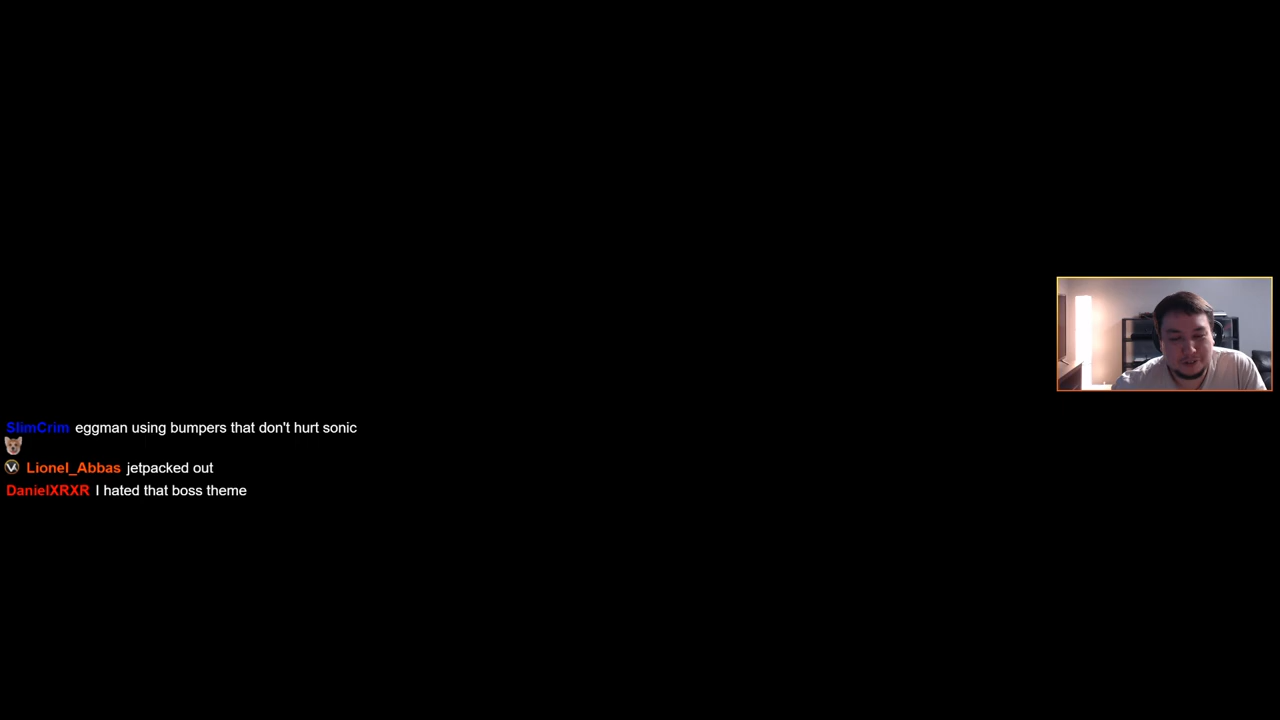 SlimCrim eggman using bumpers that don't hurt sonic
Lionel_Abbas jetpacked out
DanielXRXR I hated that boss theme